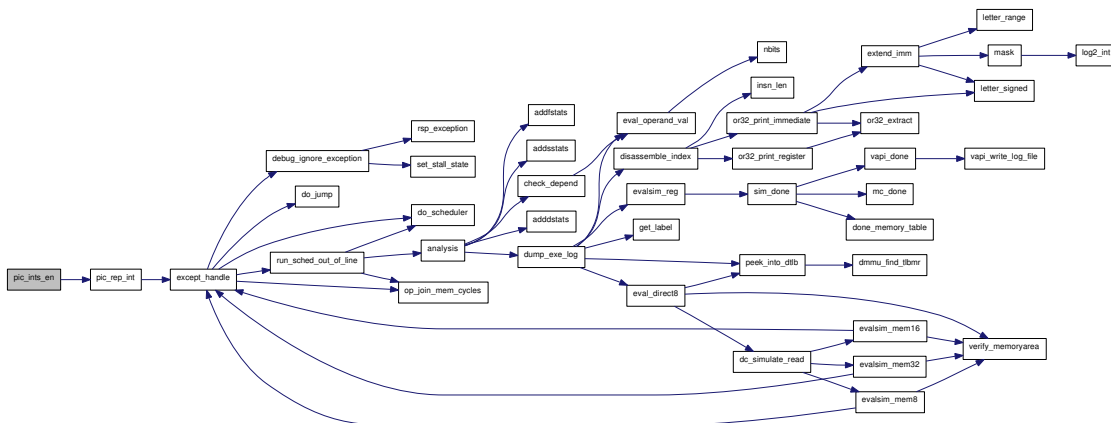 letter_range
nbits
extend_imm
mask
log2_int
insn_len
letter_signed
addfstats
eval_operand_val
or32_print_immediate
or32_extract
rsp_exception
debug_ignore_exception
addsstats
disassemble_index
or32_print_register
vapi_done
vapi_write_log_file
set_stall_state
check_depend
do_jump
evalsim_reg
sim_done
mc_done
do_scheduler
adddstats
get_label
done_memory_table
analysis
run_sched_out_of_line
dump_exe_log
peek_into_dtlb
dmmu_find_tlbmr
pic_ints_en
pic_rep_int
except_handle
op_join_mem_cycles
eval_direct8
evalsim_mem16
verify_memoryarea
dc_simulate_read
evalsim_mem32
evalsim_mem8